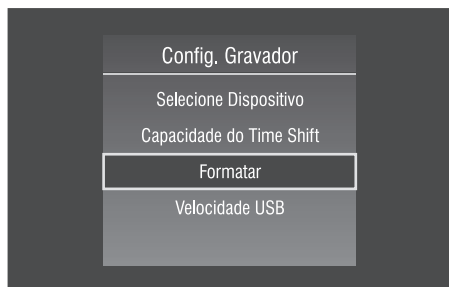 Config. Gravador
Selecione Dispositivo
Capacidade do Time Shift
Formatar
Velocidade USB